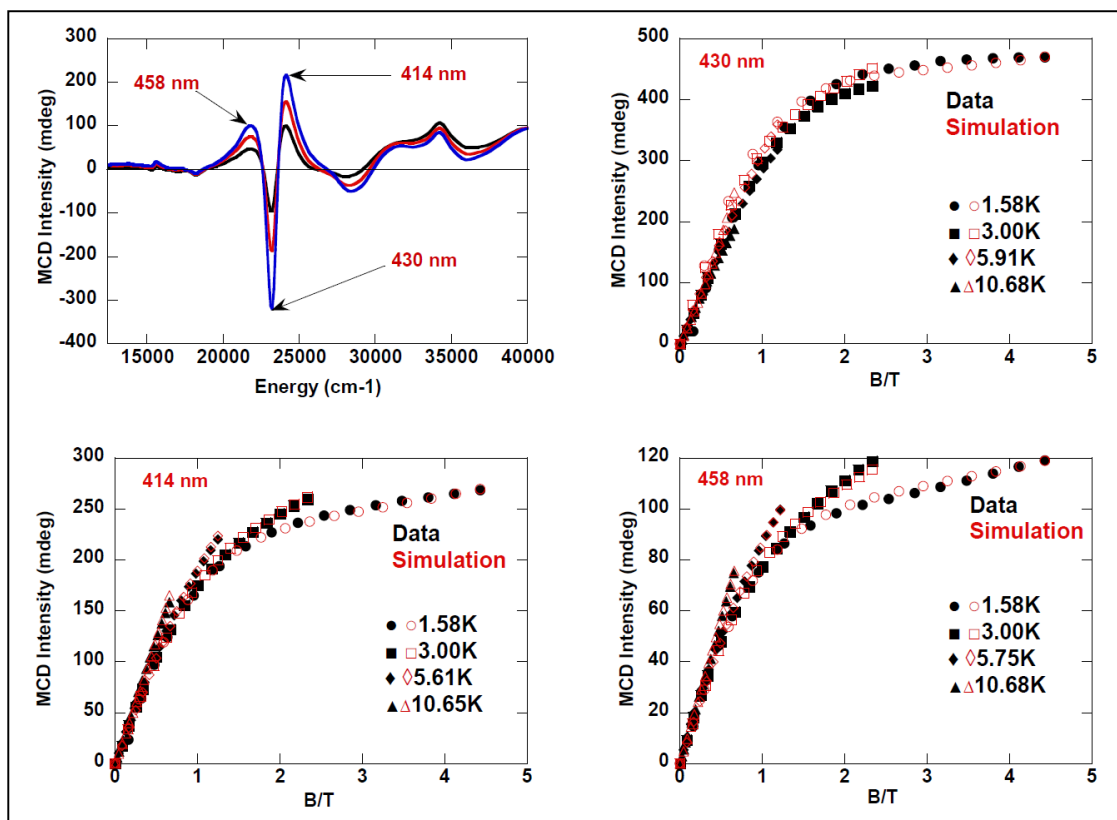 300
200
100
0
-100
-200
-300
-400
MCD Intensity (mdeg)
458 nm
414 nm
430 nm
15000 20000 25000 30000 35000 40000
Energy (cm-1)
500
400
300
200
100
0
MCD Intensity (mdeg)
430 nm
Data
Simulation
1.58K
3.00K
5.91K
10.68K
0 1 2 3 4 5
B/T
300
250
200
150
100
50
0
MCD Intensity (mdeg)
414 nm
Data
Simulation
1.58K
3.00K
5.61K
10.65K
0 1 2 3 4 5
B/T
120
100
80
60
40
20
0
MCD Intensity (mdeg)
458 nm
Data
Simulation
1.58K
3.00K
5.75K
10.68K
0 1 2 3 4 5
B/T